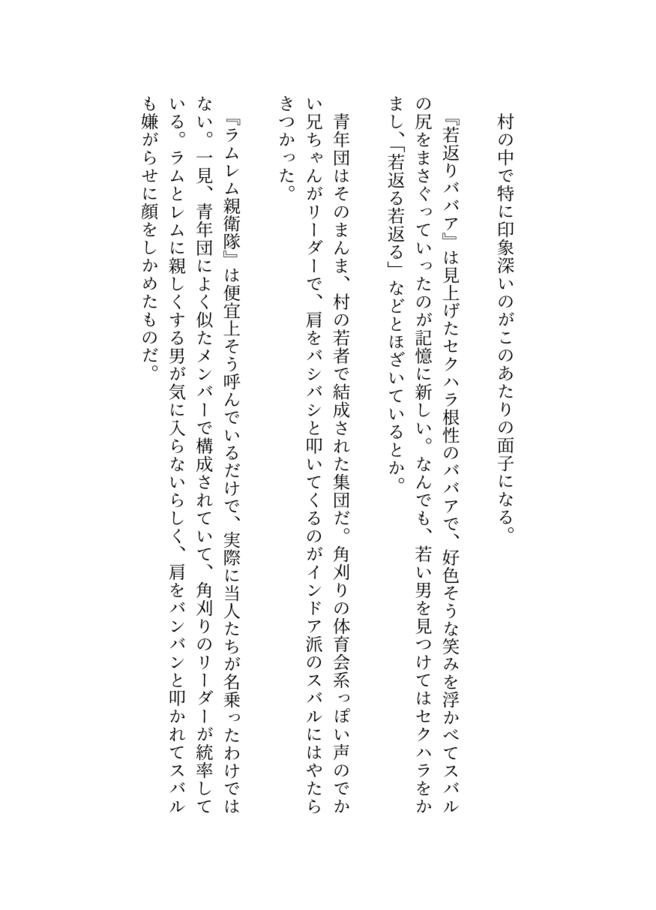 村の中で特に印象深いのがこのあたりの面子になる。
『若返りババア』は見上げたセクハラ根性のババアで、好色そうな笑みを浮かべてスバル
の尻をまさぐっていったのが記憶に新しい。なんでも、若い男を見つけてはセクハラをか
まし、「若返る若返る」などとほざいているとか。
青年団はそのまんま、村の若者で結成された集団だ。角刈りの体育会系っぽい声のでか
い兄ちゃんがリーダーで、肩をバシバシと叩いてくるのがインドア派のスバルにはやたら
きつかった。
『ラムレム親衛隊』は便宜上そう呼んでいるだけで、実際に当人たちが名乗ったわけでは
ない。一見、青年団によく似たメンバーで構成されていて、角刈りのリーダーが統率して
いる。ラムとレムに親しくする男が気に入らないらしく、肩をバンバンと叩かれてスバル
も嫌がらせに顔をしかめたものだ。